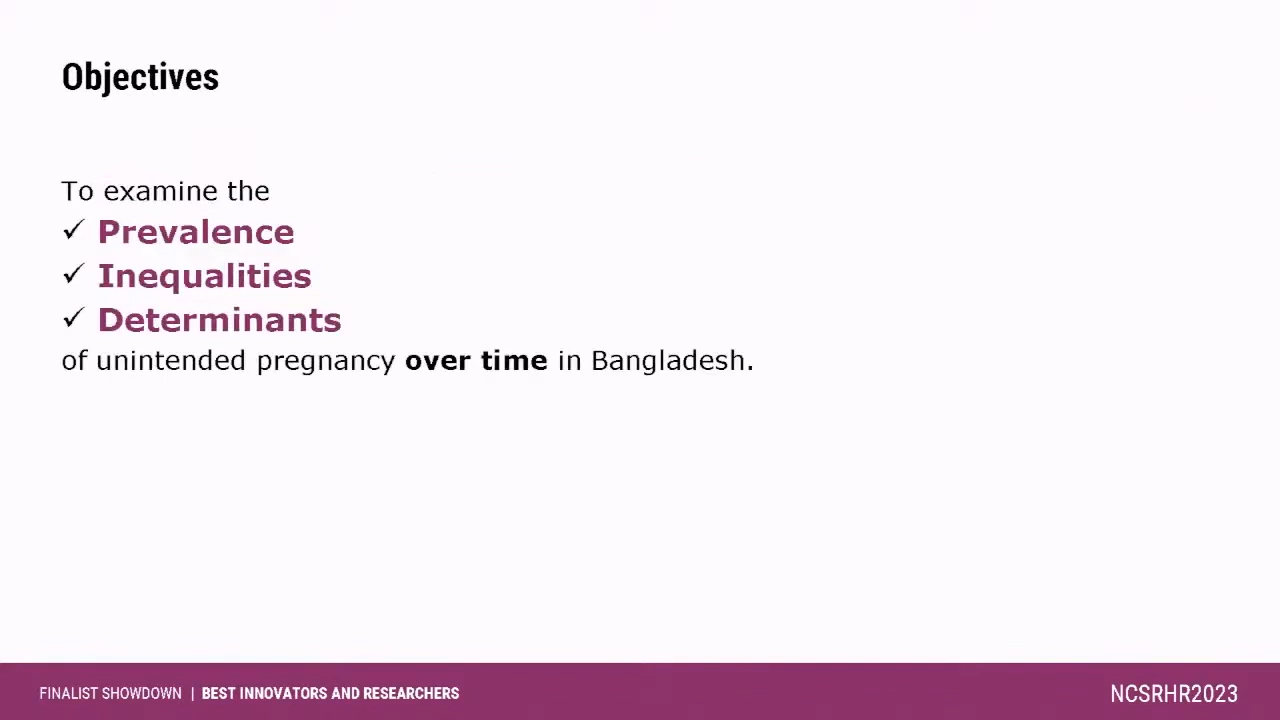 Objectives
To examine the
✓ Prevalence
✓ Inequalities
✓ Determinants
of unintended pregnancy over time in Bangladesh.
FINALIST SHOWDOWN | BEST INNOVATORS AND RESEARCHERS
NCSRHR2023